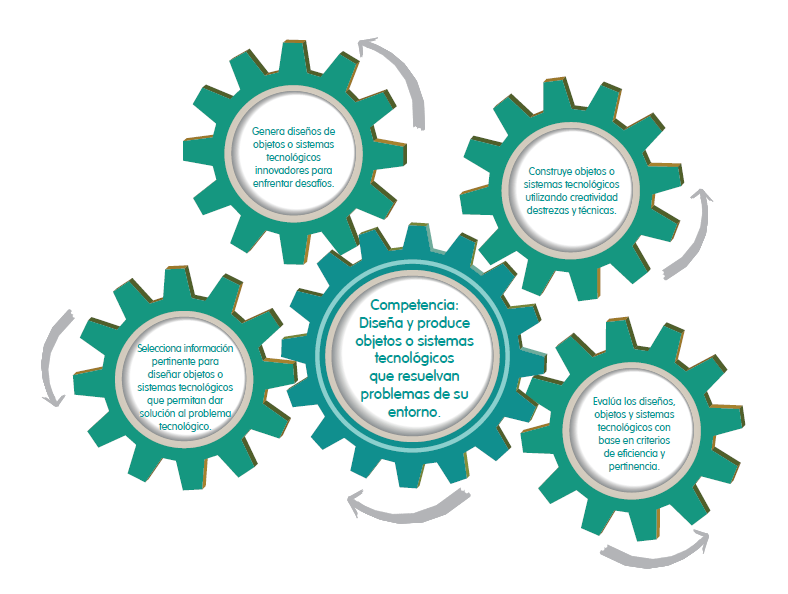 Genera diseños de
objetos o sistemas
tecnológicos
innovadores para
enfrentar desafíos.
Construye objetos o
sistemas tecnológicos
utilizando creatividad
destrezas y técnicas.
Competencia:
Diseña y produce
objetos o sistemas
tecnológicos
que resuelvan
problemas de su
entorno.
Selecciona información
pertinente para
diseñar objetos o
sistemas tecnológicos
que permitan dar
solución al problema
tecnológico.
Evalúa los diseños,
objetos y sistemas
tecnológicos con
base en criterios
de eficiencia y
pertinencia.